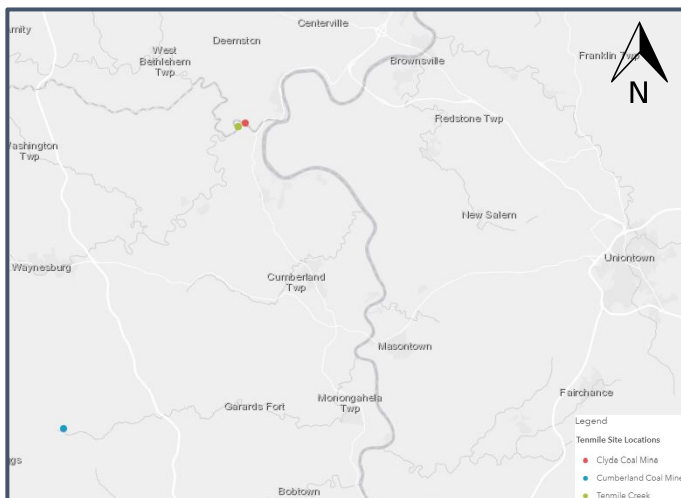 Centerville
mity
Deemston
West
Bethlehem
Twp
Brownsville
Franklin Twp
N
Redstone Twp
Washington
Twp
New Salem
Waynesburg
Uniontown
Cumberland
Twp
Masontown
Fairchance
Garards Fort
Monongahela
Twp
Legend
Tenmile Site Locations
Clyde Coal Mine
Cumberland Coal Mine
Tenmile Creek
gs
Bobtown